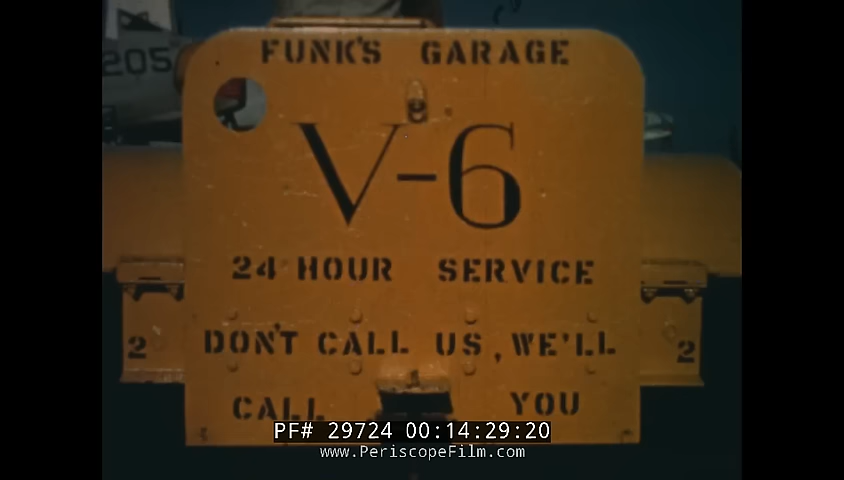 205
FUNK'S GARAGE
V-6
24 HOUR SERVICE
2 DON'T CALL US, WE'LL 2
CALL YOU
PF# 29724 00:14:29:20
www.PeriscopeFilm.com